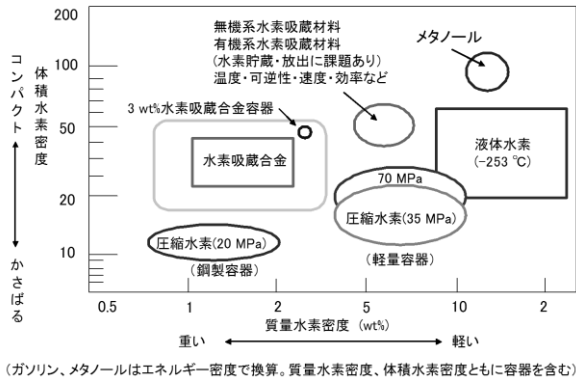 無機系水素吸蔵材料
有機系水素吸蔵材料
(水素貯蔵・放出に課題あり)
温度・可逆性・速度・効率など
メタノール
3 wt%水素吸蔵合金容器
水素吸蔵合金
液体水素
(-253 ℃)
70 MPa
圧縮水素(35 MPa)
(軽量容器)
圧縮水素(20 MPa)
(鋼製容器)
コンパクト
かさばる
体積水素密度
200
100
50
20
10
0.5
1
2
5
10
2
質量水素密度 (wt%)
重い
軽い
(ガソリン、メタノールはエネルギー密度で換算。質量水素密度、体積水素密度ともに容器を含む)